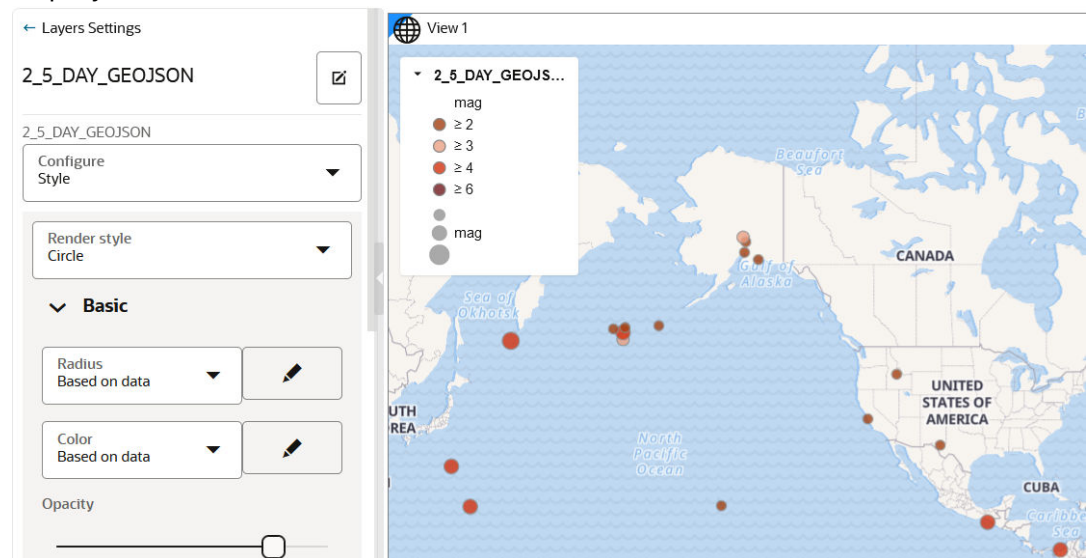 ← Layers Settings
2_5_DAY_GEOJSON
2_5_DAY_GEOJSON
Configure
Style
Render style
Circle
Basic
Radius
Based on data
Color
Based on data
Opacity
View 1
2_5_DAY_GEOJS...
mag
≥ 2
≥ 3
≥ 4
≥ 6
mag
Beaufort
Sea
CANADA
Gulf of
Alaska
Sea of
Okhotsk
UNITED
STATES OF
AMERICA
UTH
REA
North
Pacific
Ocean
CUBA
Caribbe
Sea
B